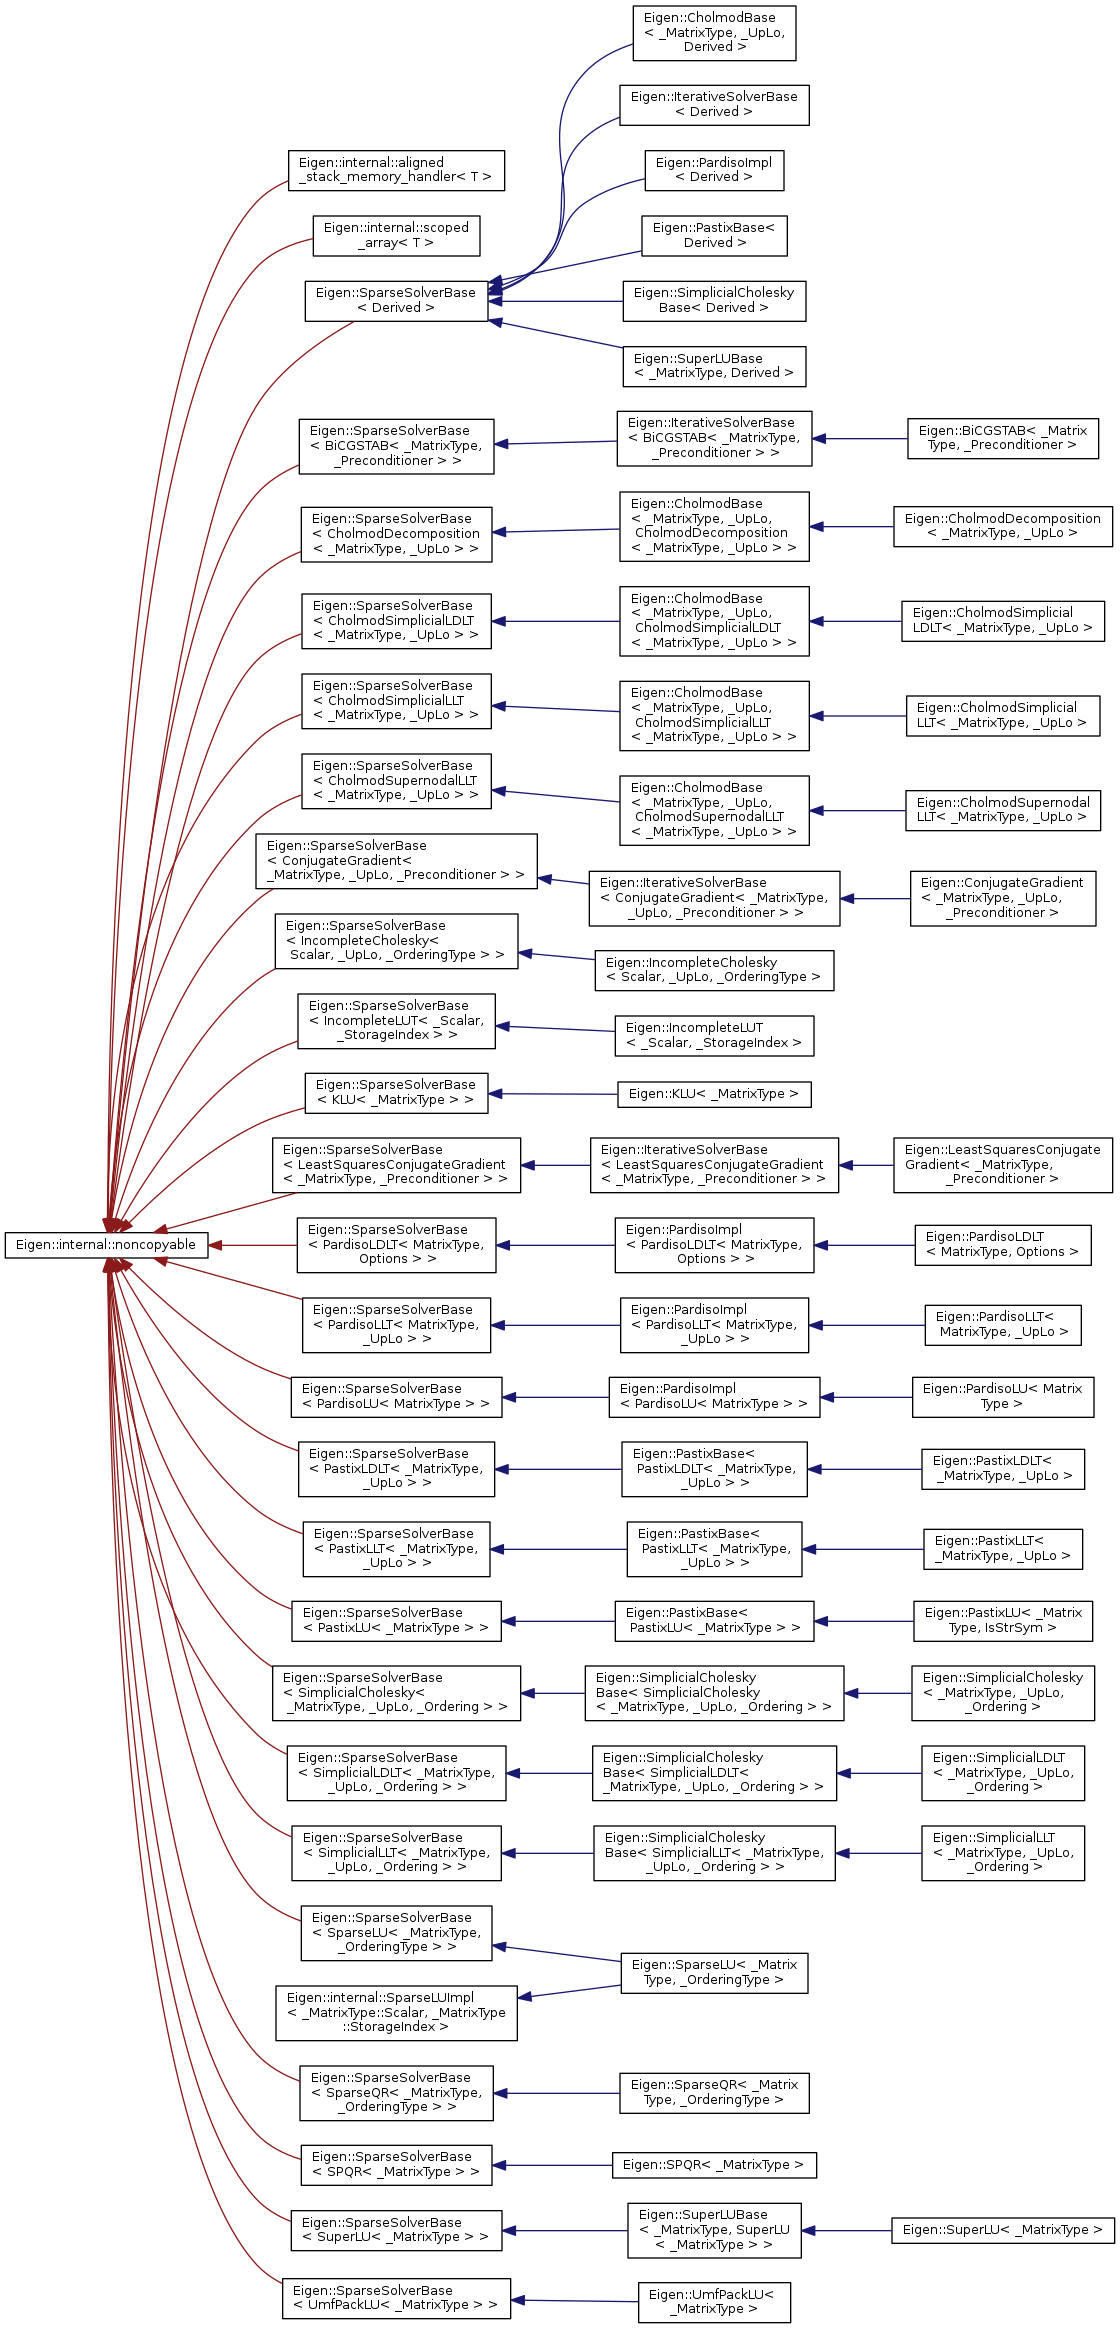 Eigen::CholmodBase
< _MatrixType, _UpLo,
Derived >
Eigen::IterativeSolverBase
< Derived >
Eigen::internal::aligned
_stack_memory_handler< T >
Eigen::PardisoImpl
< Derived >
Eigen::internal::scoped
_array< T >
Eigen::PastixBase<
Derived >
Eigen::SparseSolverBase
< Derived >
Eigen::SimplicialCholesky
Base< Derived >
Eigen::SuperLUBase
< _MatrixType, Derived >
Eigen::SparseSolverBase
< BiCGSTAB< _MatrixType,
_Preconditioner > >
Eigen::IterativeSolverBase
< BiCGSTAB< _MatrixType,
_Preconditioner > >
Eigen::BiCGSTAB< _Matrix
Type, _Preconditioner >
Eigen::SparseSolverBase
< CholmodDecomposition
< _MatrixType, _UpLo > >
Eigen::CholmodBase
< _MatrixType, _UpLo,
CholmodDecomposition
< _MatrixType, _UpLo > >
Eigen::CholmodDecomposition
< _MatrixType, _UpLo >
Eigen::SparseSolverBase
< CholmodSimplicialLDLT
< _MatrixType, _UpLo > >
Eigen::CholmodBase
< _MatrixType, _UpLo,
CholmodSimplicialLDLT
< _MatrixType, _UpLo > >
Eigen::CholmodSimplicial
LDLT< _MatrixType, _UpLo >
Eigen::SparseSolverBase
< CholmodSimplicialLLT
< _MatrixType, _UpLo > >
Eigen::CholmodBase
< _MatrixType, _UpLo,
CholmodSimplicialLLT
< _MatrixType, _UpLo > >
Eigen::CholmodSimplicial
LLT< _MatrixType, _UpLo >
Eigen::SparseSolverBase
< CholmodSupernodalLLT
< _MatrixType, _UpLo > >
Eigen::CholmodBase
< _MatrixType, _UpLo,
CholmodSupernodalLLT
< _MatrixType, _UpLo > >
Eigen::CholmodSupernodal
LLT< _MatrixType, _UpLo >
Eigen::SparseSolverBase
< ConjugateGradient<
_MatrixType, _UpLo, _Preconditioner > >
Eigen::IterativeSolverBase
< ConjugateGradient< _MatrixType,
_UpLo, _Preconditioner > >
Eigen::ConjugateGradient
< _MatrixType, _UpLo,
_Preconditioner >
Eigen::SparseSolverBase
< IncompleteCholesky<
Scalar, _UpLo, _OrderingType > >
Eigen::IncompleteCholesky
< Scalar, _UpLo, _OrderingType >
Eigen::SparseSolverBase
< IncompleteLUT< _Scalar,
_StorageIndex > >
Eigen::IncompleteLUT
< _Scalar, _StorageIndex >
Eigen::SparseSolverBase
< KLU< _MatrixType > >
Eigen::KLU< _MatrixType >
Eigen::SparseSolverBase
< LeastSquaresConjugateGradient
< _MatrixType, _Preconditioner > >
Eigen::IterativeSolverBase
< LeastSquaresConjugateGradient
< _MatrixType, _Preconditioner > >
Eigen::LeastSquaresConjugate
Gradient< _MatrixType,
_Preconditioner >
Eigen::internal::noncopyable
Eigen::SparseSolverBase
< PardisoLDLT< MatrixType,
Options > >
Eigen::PardisoImpl
< PardisoLDLT< MatrixType,
Options > >
Eigen::PardisoLDLT
< MatrixType, Options >
Eigen::SparseSolverBase
< PardisoLLT< MatrixType,
_UpLo > >
Eigen::PardisoImpl
< PardisoLLT< MatrixType,
_UpLo > >
Eigen::PardisoLLT<
MatrixType, _UpLo >
Eigen::SparseSolverBase
< PardisoLU< MatrixType > >
Eigen::PardisoImpl
< PardisoLU< MatrixType > >
Eigen::PardisoLU< Matrix
Type >
Eigen::SparseSolverBase
< PastixLDLT< _MatrixType,
_UpLo > >
Eigen::PastixBase<
PastixLDLT< _MatrixType,
_UpLo > >
Eigen::PastixLDLT<
_MatrixType, _UpLo >
Eigen::SparseSolverBase
< PastixLLT< _MatrixType,
_UpLo > >
Eigen::PastixBase<
PastixLLT< _MatrixType,
_UpLo > >
Eigen::PastixLLT<
_MatrixType, _UpLo >
Eigen::SparseSolverBase
< PastixLU< _MatrixType > >
Eigen::PastixBase<
PastixLU< _MatrixType > >
Eigen::PastixLU< _Matrix
Type, IsStrSym >
Eigen::SparseSolverBase
< SimplicialCholesky<
_MatrixType, _UpLo, _Ordering > >
Eigen::SimplicialCholesky
Base< SimplicialCholesky
< _MatrixType, _UpLo, _Ordering > >
Eigen::SimplicialCholesky
< _MatrixType, _UpLo,
_Ordering >
Eigen::SparseSolverBase
< SimplicialLDLT< _MatrixType,
_UpLo, _Ordering > >
Eigen::SimplicialCholesky
Base< SimplicialLDLT<
_MatrixType, _UpLo, _Ordering > >
Eigen::SimplicialLDLT
< _MatrixType, _UpLo,
_Ordering >
Eigen::SparseSolverBase
< SimplicialLLT< _MatrixType,
_UpLo, _Ordering > >
Eigen::SimplicialCholesky
Base< SimplicialLLT< _MatrixType,
_UpLo, _Ordering > >
Eigen::SimplicialLLT
< _MatrixType, _UpLo,
_Ordering >
Eigen::SparseSolverBase
< SparseLU< _MatrixType,
_OrderingType > >
Eigen::SparseLU< _Matrix
Type, _OrderingType >
Eigen::internal::SparseLUImpl
< _MatrixType::Scalar, _MatrixType
::StorageIndex >
Eigen::SparseSolverBase
< SparseQR< _MatrixType,
_OrderingType > >
Eigen::SparseQR< _Matrix
Type, _OrderingType >
Eigen::SparseSolverBase
< SPQR< _MatrixType > >
Eigen::SPQR< _MatrixType >
Eigen::SparseSolverBase
< SuperLU< _MatrixType > >
Eigen::SuperLUBase
< _MatrixType, SuperLU
< _MatrixType > >
Eigen::SuperLU< _MatrixType >
Eigen::SparseSolverBase
< UmfPackLU< _MatrixType > >
Eigen::UmfPackLU<
_MatrixType >